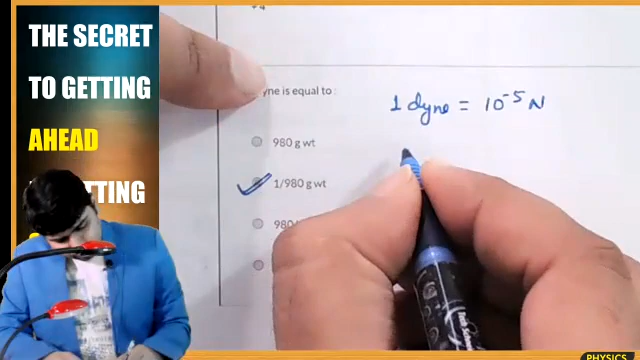 THE SECRET
TO GETTING
AHEAD
yne is equal to :
1 dyne = 10⁻⁵ N
980 g wt
1/980 g wt
980
PHYSICS